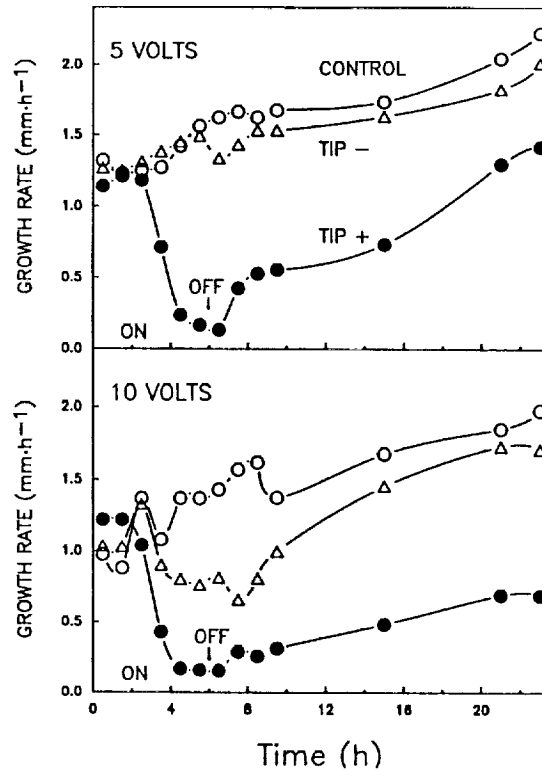 5 VOLTS
CONTROL
TIP –
TIP +
OFF
ON
GROWTH RATE (mm·h⁻¹)
2.0
1.5
1.0
0.5
0.0
10 VOLTS
OFF
ON
GROWTH RATE (mm·h⁻¹)
2.0
1.5
1.0
0.5
0.0
0 4 8 12 16 20
Time (h)